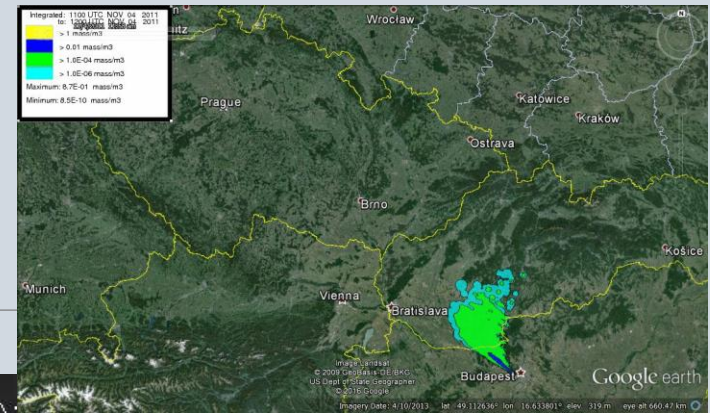 Integrated: 1100 UTC NOV 04 2011
to: 1200 UTC NOV 04 2011
> 1 mass/m3
> 0.01 mass/m3
> 1.0E-04 mass/m3
> 1.0E-06 mass/m3
Maximum: 8.7E-01 mass/m3
Minimum: 8.5E-10 mass/m3
Wrocław
Prague
Katowice
Kraków
Ostrava
Brno
Košice
Munich
Vienna
Bratislava
Budapest
Image Landsat
© 2009 GeoBasis-DE/BKG
US Dept of State Geographer
© 2016 Google
Google earth
Imagery Date: 4/10/2013 lat 49.112636° lon 16.633801° elev 319 m eye alt 660.47 km
N